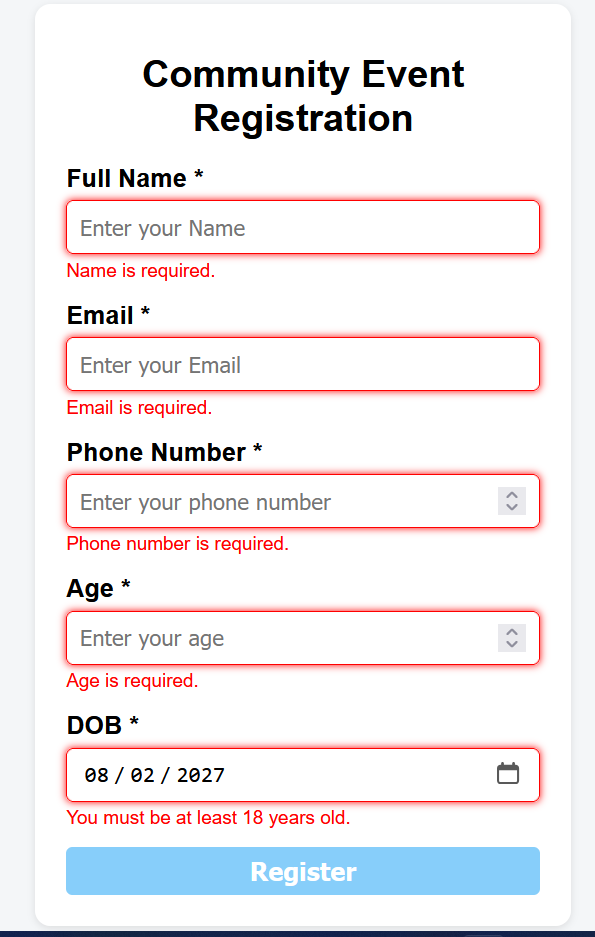 Community Event
Registration
Full Name *
Enter your Name
Name is required.
Email *
Enter your Email
Email is required.
Phone Number *
Enter your phone number
Phone number is required.
Age *
Enter your age
Age is required.
DOB *
08 / 02 / 2027
You must be at least 18 years old.
Register